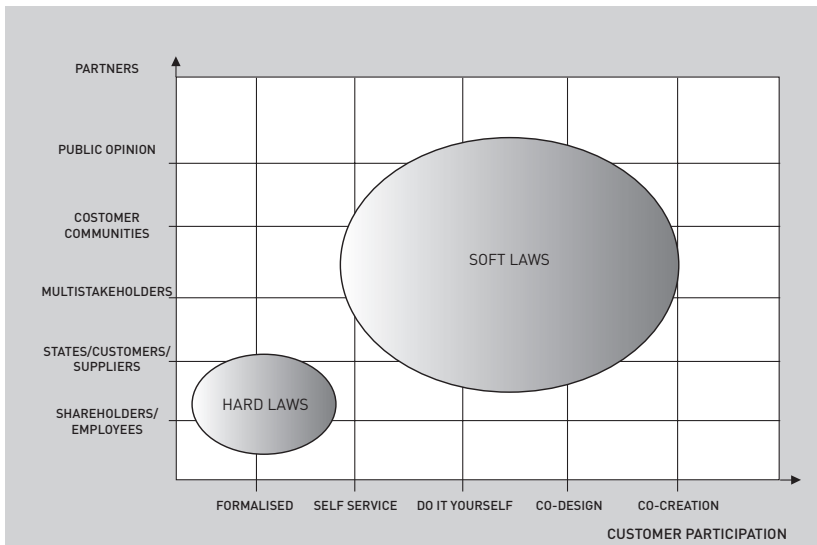 PARTNERS
PUBLIC OPINION
COSTOMER
COMMUNITIES
MULTISTAKEHOLDERS
STATES/CUSTOMERS/
SUPPLIERS
SHAREHOLDERS/
EMPLOYEES
SOFT LAWS
HARD LAWS
FORMALISED
SELF SERVICE
DO IT YOURSELF
CO-DESIGN
CO-CREATION
CUSTOMER PARTICIPATION